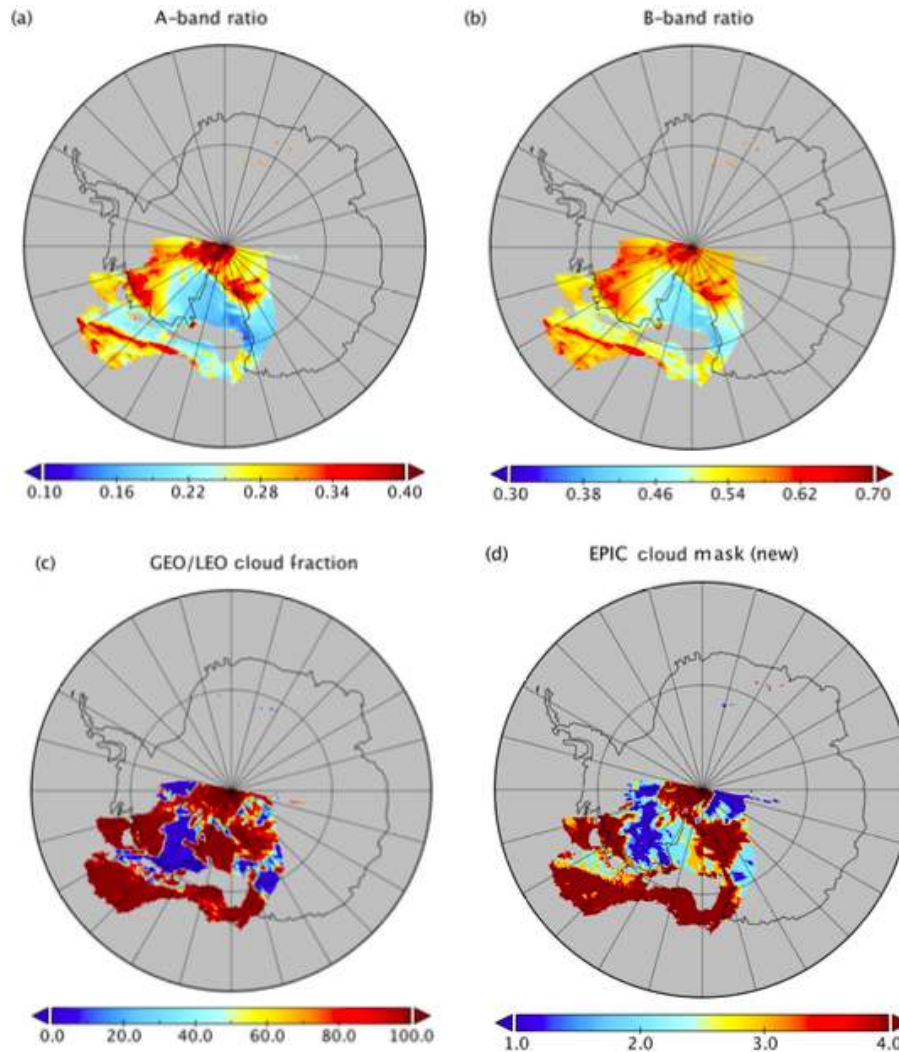 (a) A-band ratio
(b) B-band ratio
0.10 0.16 0.22 0.28 0.34 0.40
0.30 0.38 0.46 0.54 0.62 0.70
(c) GEO/LEO cloud fraction
(d) EPIC cloud mask (new)
0.0 20.0 40.0 60.0 80.0 100.0
1.0 2.0 3.0 4.0